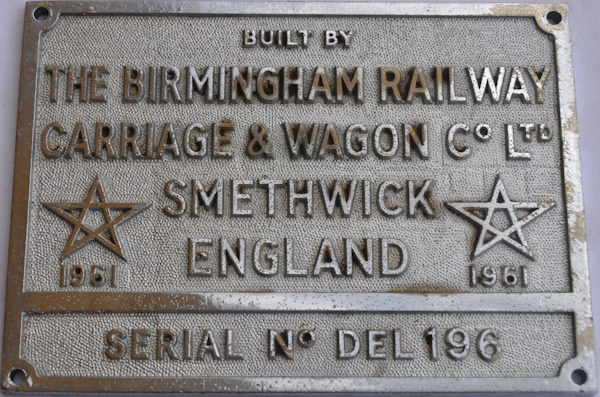 BUILT BY
THE BIRMINGHAM RAILWAY
CARRIAGE & WAGON Cº LTD
SMETHWICK
ENGLAND
1961 1961
SERIAL Nº DEL 196